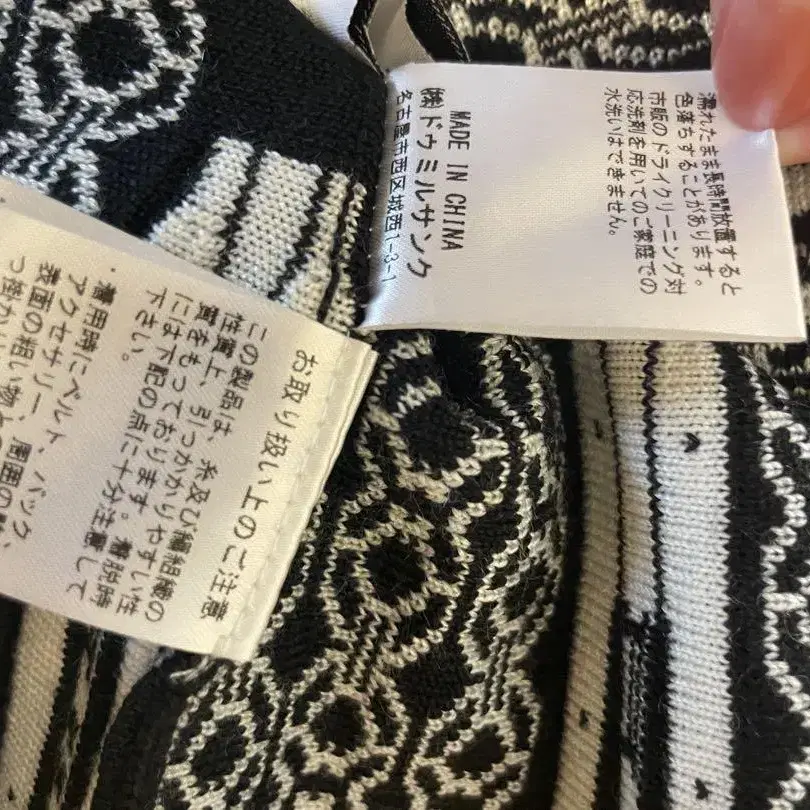 濡れたまま長時間放置すると
色落ちすることがあります。
市販のドライクリーニング対
応洗剤を用いてのご家庭での
水洗いはできません。
MADE IN CHINA
㈱ドゥミルサンク
名古屋市西区城西1-3-1
お取り扱い上のご注意
この製品は、糸及び編組織の
性質上、引っかかりやすい性
質をもっております。着脱時
には下記の点に十分注意して
下さい。
・着用時にベルト、バック、
アクセサリー、周囲の
表面の粗い物との